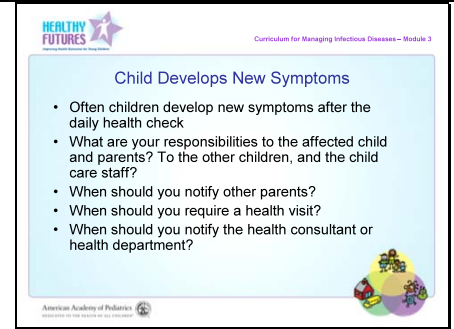 HEALTHY
FUTURES
Improving Health Outcomes for Young Children
Curriculum for Managing Infectious Diseases – Module 3
Child Develops New Symptoms
• Often children develop new symptoms after the
daily health check
• What are your responsibilities to the affected child
and parents? To the other children, and the child
care staff?
• When should you notify other parents?
• When should you require a health visit?
• When should you notify the health consultant or
health department?
American Academy of Pediatrics
DEDICATED TO THE HEALTH OF ALL CHILDREN